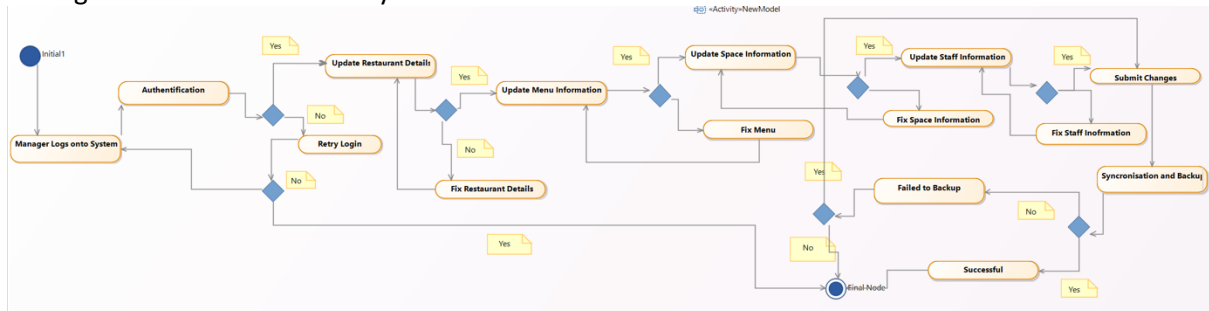 «Activity»NewModel
Initial1
Yes
Update Restaurant Details
Yes
Update Menu Information
Yes
Update Space Information
Yes
Update Staff Information
Yes
Submit Changes
Authentification
No
Manager Logs onto System
Retry Login
No
Fix Menu
Fix Space Information
Fix Staff Inofrmation
No
Fix Restaurant Details
Yes
Failed to Backup
Syncronisation and Backup
No
Yes
No
Successful
Final Node
Yes